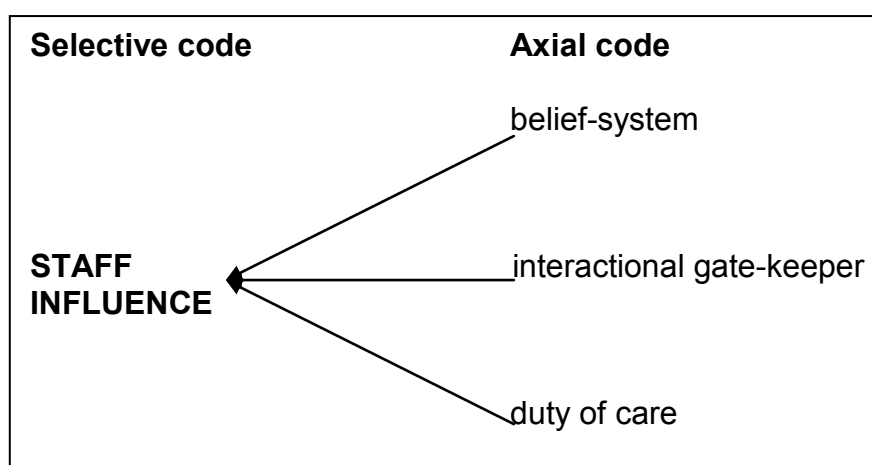 Selective code Axial code
belief-system
STAFF
INFLUENCE
interactional gate-keeper
duty of care